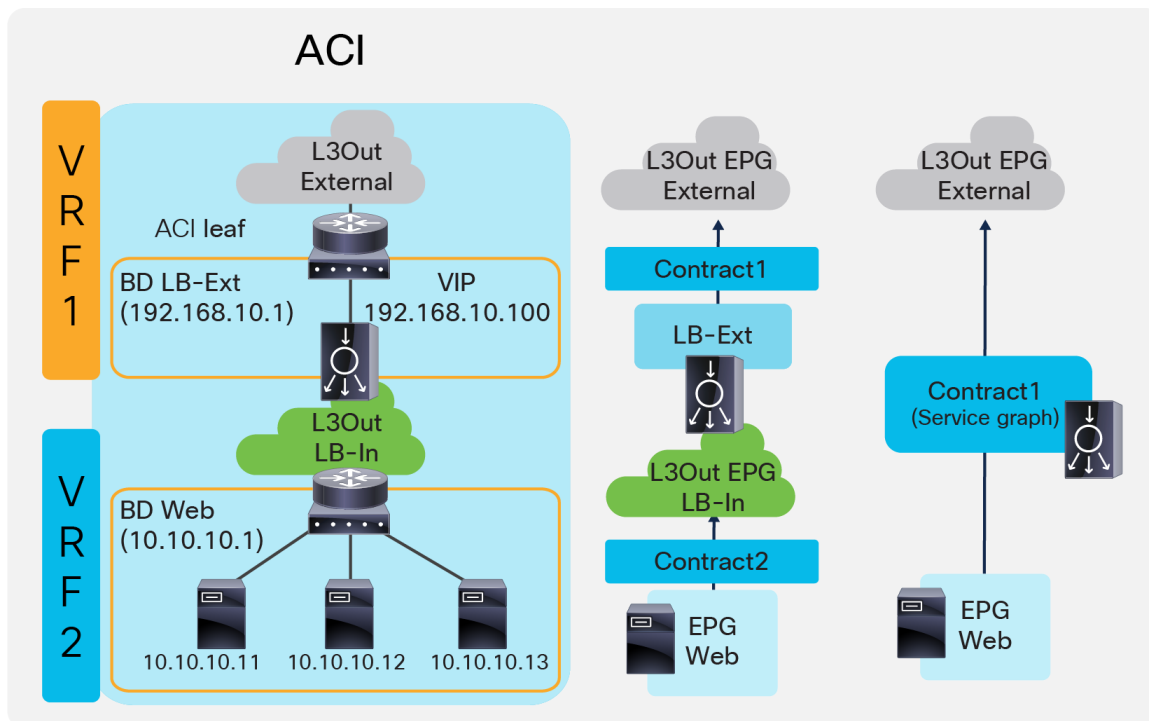 ACI
V
R
F
1
L3Out
External
ACI leaf
BD LB-Ext
(192.168.10.1)
VIP
192.168.10.100
L3Out
LB-In
V
R
F
2
BD Web
(10.10.10.1)
10.10.10.11
10.10.10.12
10.10.10.13
L3Out EPG
External
Contract1
LB-Ext
L3Out EPG
LB-In
Contract2
EPG
Web
L3Out EPG
External
Contract1
(Service graph)
EPG
Web